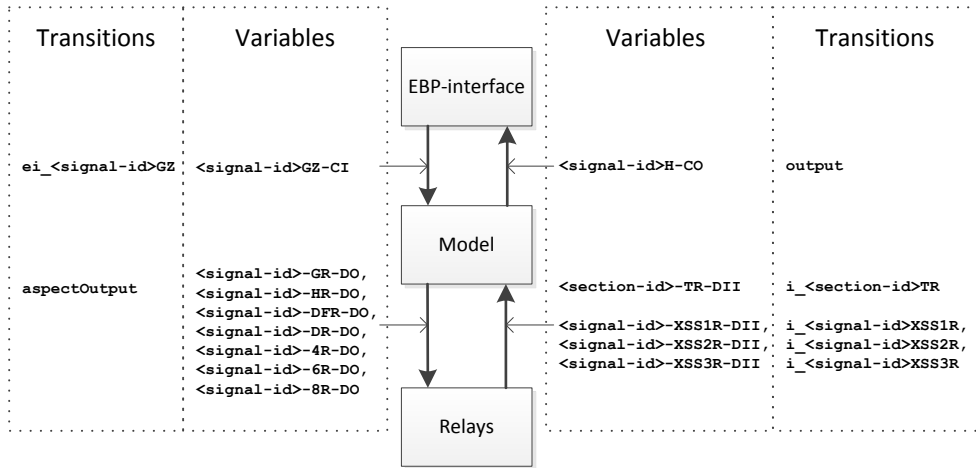 Transitions Variables Variables Transitions
EBP-interface
ei_<signal-id>GZ <signal-id>GZ-CI <signal-id>H-CO output
Model
aspectOutput
<signal-id>-GR-DO,
<signal-id>-HR-DO,
<signal-id>-DFR-DO,
<signal-id>-DR-DO,
<signal-id>-4R-DO,
<signal-id>-6R-DO,
<signal-id>-8R-DO
<section-id>-TR-DII i_<section-id>TR
<signal-id>-XSS1R-DII, i_<signal-id>XSS1R,
<signal-id>-XSS2R-DII, i_<signal-id>XSS2R,
<signal-id>-XSS3R-DII i_<signal-id>XSS3R
Relays